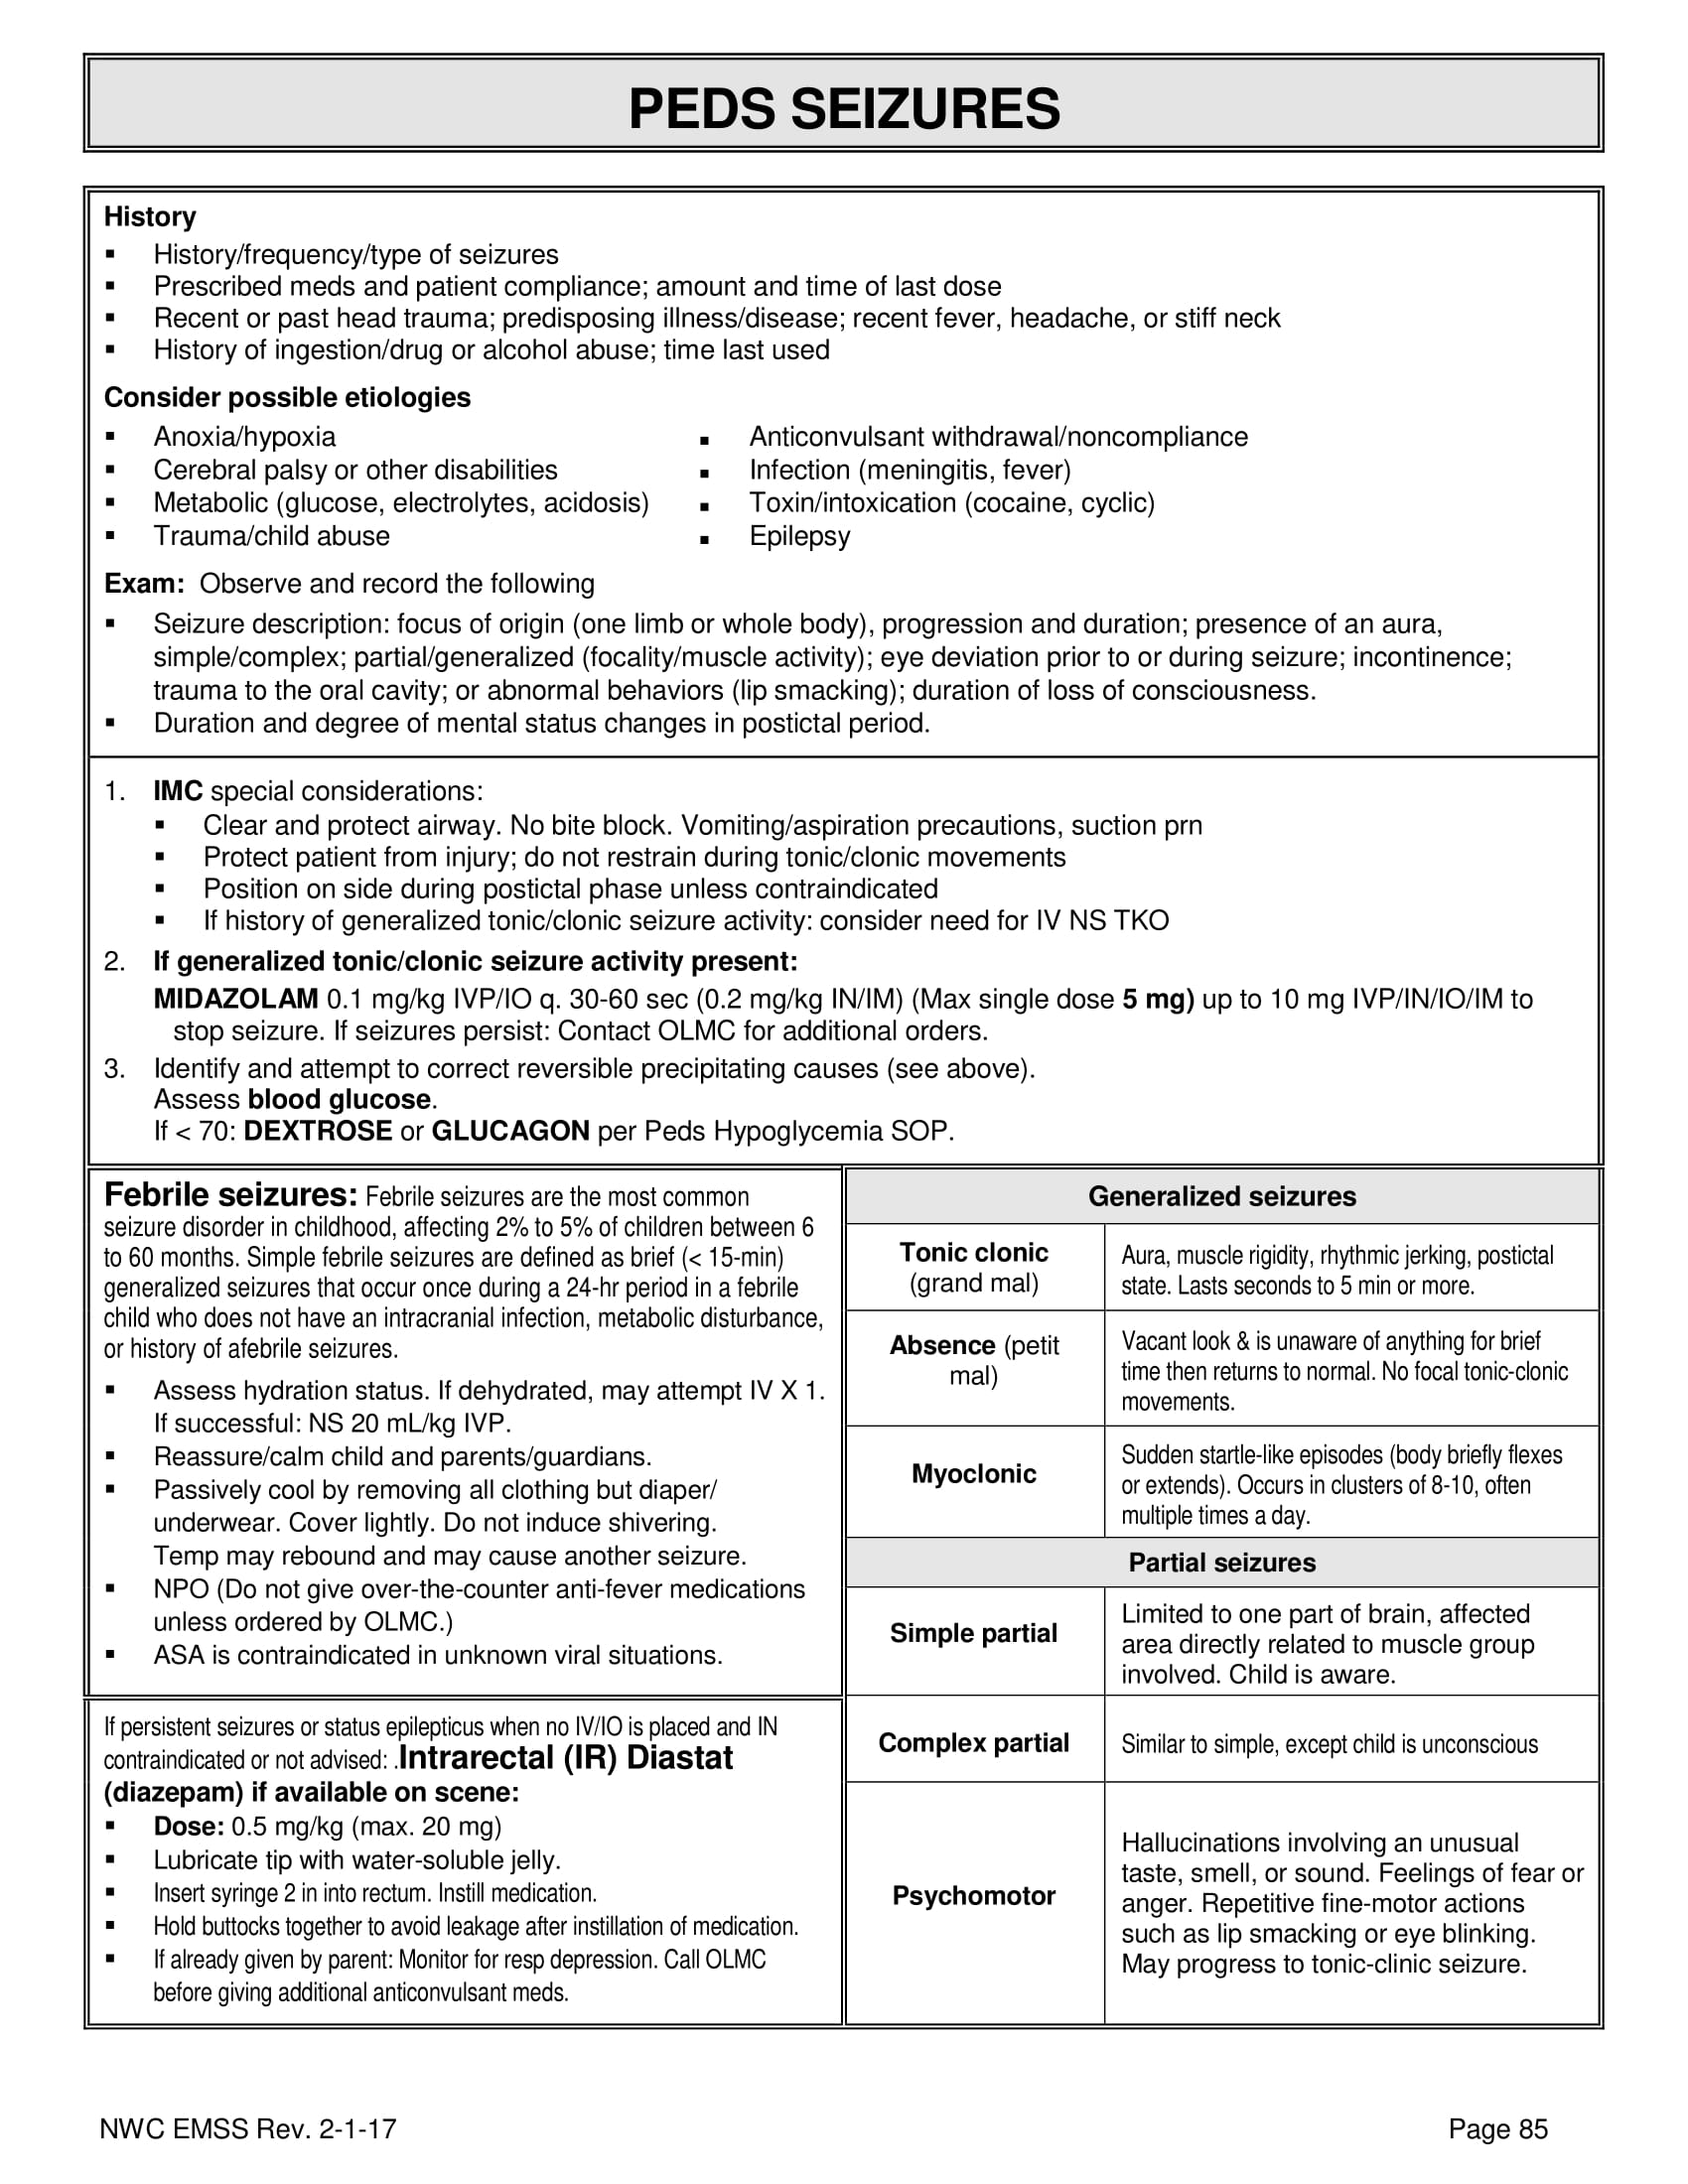 PEDS SEIZURES
History
▪ History/frequency/type of seizures
▪ Prescribed meds and patient compliance; amount and time of last dose
▪ Recent or past head trauma; predisposing illness/disease; recent fever, headache, or stiff neck
▪ History of ingestion/drug or alcohol abuse; time last used
Consider possible etiologies
▪ Anoxia/hypoxia
▪ Cerebral palsy or other disabilities
▪ Metabolic (glucose, electrolytes, acidosis)
▪ Trauma/child abuse
▪ Anticonvulsant withdrawal/noncompliance
▪ Infection (meningitis, fever)
▪ Toxin/intoxication (cocaine, cyclic)
▪ Epilepsy
Exam: Observe and record the following
▪ Seizure description: focus of origin (one limb or whole body), progression and duration; presence of an aura,
simple/complex; partial/generalized (focality/muscle activity); eye deviation prior to or during seizure; incontinence;
trauma to the oral cavity; or abnormal behaviors (lip smacking); duration of loss of consciousness.
▪ Duration and degree of mental status changes in postictal period.
1. IMC special considerations:
▪ Clear and protect airway. No bite block. Vomiting/aspiration precautions, suction prn
▪ Protect patient from injury; do not restrain during tonic/clonic movements
▪ Position on side during postictal phase unless contraindicated
▪ If history of generalized tonic/clonic seizure activity: consider need for IV NS TKO
2. If generalized tonic/clonic seizure activity present:
MIDAZOLAM 0.1 mg/kg IVP/IO q. 30-60 sec (0.2 mg/kg IN/IM) (Max single dose 5 mg) up to 10 mg IVP/IN/IO/IM to
stop seizure. If seizures persist: Contact OLMC for additional orders.
3. Identify and attempt to correct reversible precipitating causes (see above).
Assess blood glucose.
If < 70: DEXTROSE or GLUCAGON per Peds Hypoglycemia SOP.
Febrile seizures: Febrile seizures are the most common
seizure disorder in childhood, affecting 2% to 5% of children between 6
to 60 months. Simple febrile seizures are defined as brief (< 15-min)
generalized seizures that occur once during a 24-hr period in a febrile
child who does not have an intracranial infection, metabolic disturbance,
or history of afebrile seizures.
▪ Assess hydration status. If dehydrated, may attempt IV X 1.
If successful: NS 20 mL/kg IVP.
▪ Reassure/calm child and parents/guardians.
▪ Passively cool by removing all clothing but diaper/
underwear. Cover lightly. Do not induce shivering.
Temp may rebound and may cause another seizure.
▪ NPO (Do not give over-the-counter anti-fever medications
unless ordered by OLMC.)
▪ ASA is contraindicated in unknown viral situations.
If persistent seizures or status epilepticus when no IV/IO is placed and IN
contraindicated or not advised: .Intrarectal (IR) Diastat
(diazepam) if available on scene:
▪ Dose: 0.5 mg/kg (max. 20 mg)
▪ Lubricate tip with water-soluble jelly.
▪ Insert syringe 2 in into rectum. Instill medication.
▪ Hold buttocks together to avoid leakage after instillation of medication.
▪ If already given by parent: Monitor for resp depression. Call OLMC
before giving additional anticonvulsant meds.
Generalized seizures
Tonic clonic
(grand mal)
Aura, muscle rigidity, rhythmic jerking, postictal
state. Lasts seconds to 5 min or more.
Absence (petit
mal)
Vacant look & is unaware of anything for brief
time then returns to normal. No focal tonic-clonic
movements.
Myoclonic
Sudden startle-like episodes (body briefly flexes
or extends). Occurs in clusters of 8-10, often
multiple times a day.
Partial seizures
Simple partial
Limited to one part of brain, affected
area directly related to muscle group
involved. Child is aware.
Complex partial
Similar to simple, except child is unconscious
Psychomotor
Hallucinations involving an unusual
taste, smell, or sound. Feelings of fear or
anger. Repetitive fine-motor actions
such as lip smacking or eye blinking.
May progress to tonic-clinic seizure.
NWC EMSS Rev. 2-1-17
Page 85